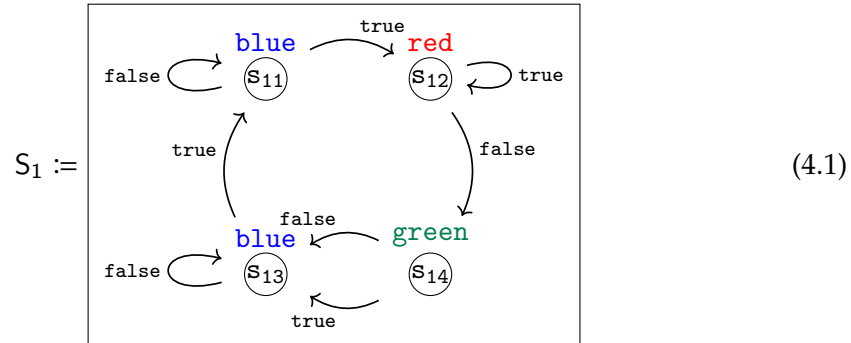 true
blue red
false s₁₁ s₁₂ true
S₁ := true false (4.1)
false
blue green
false s₁₃ s₁₄
true